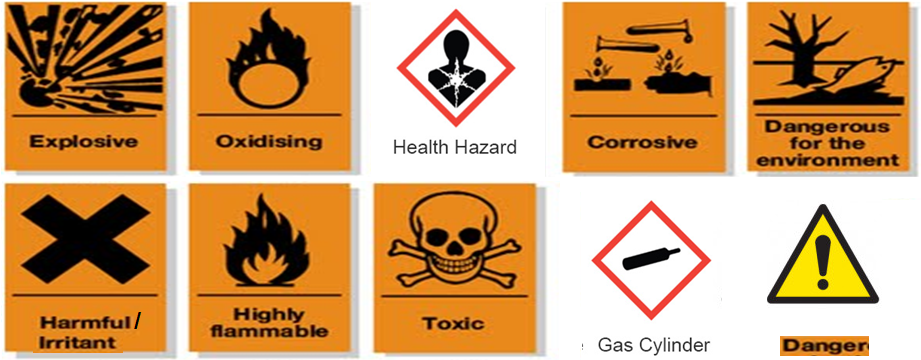 Explosive
Oxidising
Health Hazard
Corrosive
Dangerous
for the
environment
Harmful /
Irritant
Highly
flammable
Toxic
Gas Cylinder
Danger